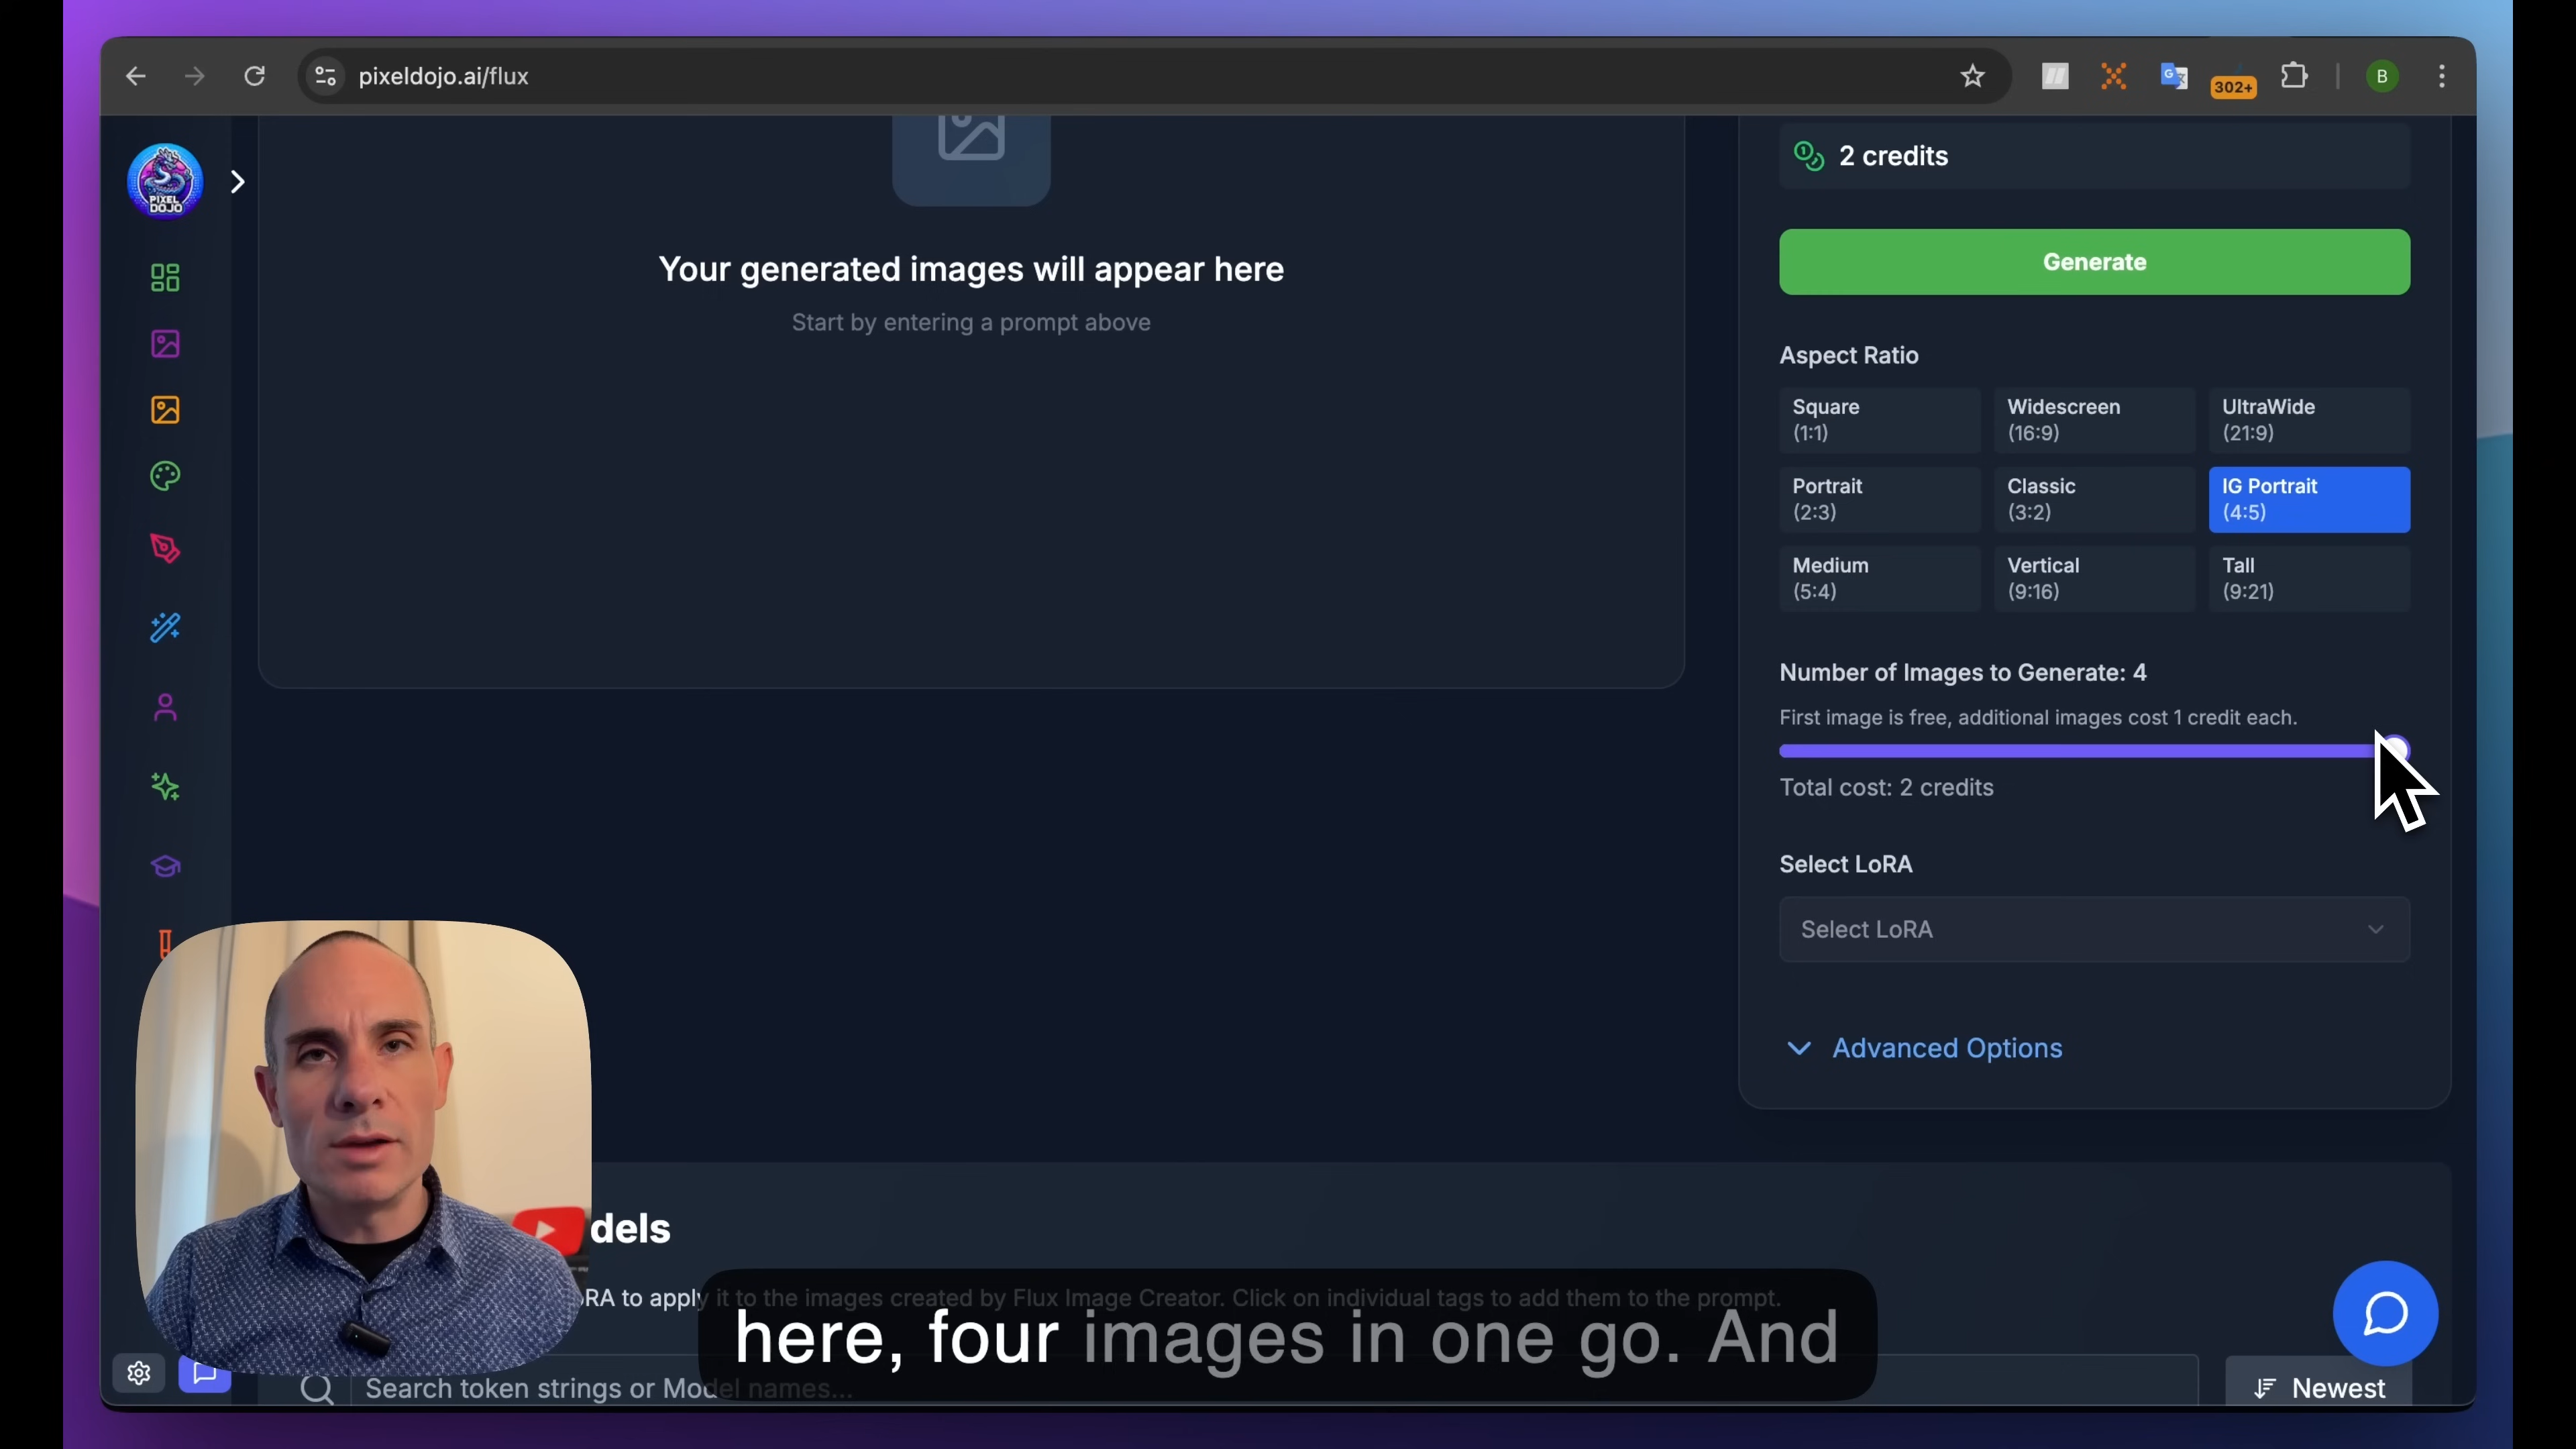 pixeldojo.ai/flux
302+
B
PIXEL
DOJO
2 credits
Your generated images will appear here
Generate
Start by entering a prompt above
Aspect Ratio
Square
(1:1)
Widescreen
(16:9)
UltraWide
(21:9)
Portrait
(2:3)
Classic
(3:2)
IG Portrait
(4:5)
Medium
(5:4)
Vertical
(9:16)
Tall
(9:21)
Number of Images to Generate: 4
First image is free, additional images cost 1 credit each.
Total cost: 2 credits
Select LoRA
Select LoRA
Advanced Options
dels
RA to apply it to the images created by Flux Image Creator. Click on individual tags to add them to the prompt.
here, four images in one go. And
Search token strings or Model names...
Newest